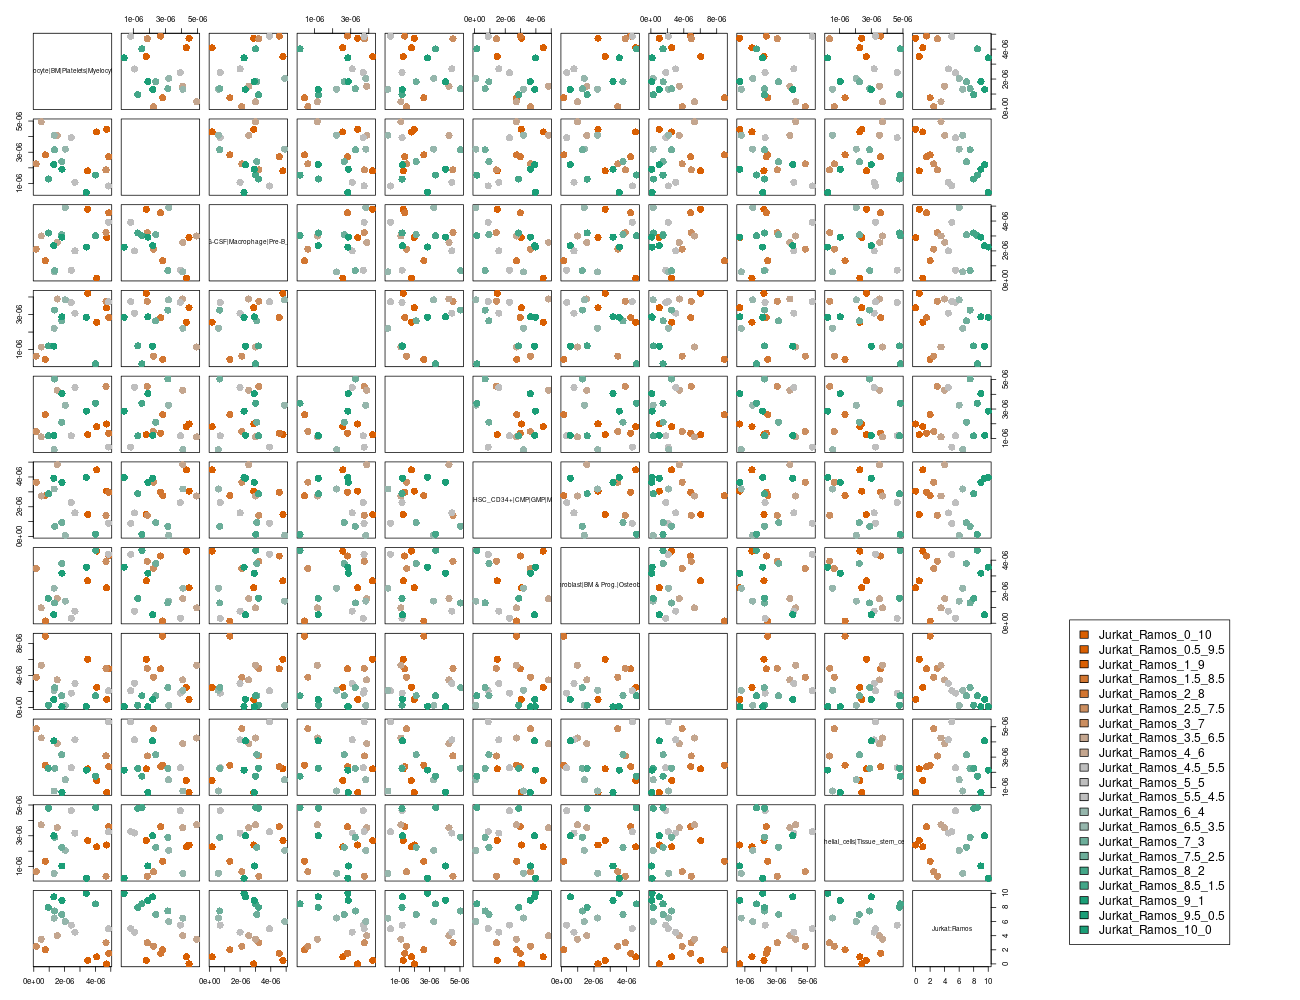 1e-06 3e-06 5e-06 1e-06 3e-06 0e+00 2e-06 4e-06 0e+00 4e-06 8e-06 1e-06 3e-06 5e-06
ocyte|BM|Platelets|Myelocy
0e+00 2e-06 4e-06
1e-06 3e-06 5e-06
S-CSF|Macrophage|Pre-B_
0e+00 2e-06 4e-06
1e-06 3e-06
1e-06 3e-06 5e-06
HSC_CD34+|CMP|GMP|M
0e+00 2e-06 4e-06
roblast|BM & Prog.|Osteob
0e+00 2e-06 4e-06
0e+00 4e-06 8e-06
1e-06 3e-06 5e-06
helial_cells|Tissue_stem_ce
1e-06 3e-06 5e-06
Jurkat:Ramos
0 2 4 6 8 10
0e+00 2e-06 4e-06 0e+00 2e-06 4e-06 1e-06 3e-06 5e-06 0e+00 2e-06 4e-06 1e-06 3e-06 5e-06 0 2 4 6 8 10
Jurkat_Ramos_0_10
Jurkat_Ramos_0.5_9.5
Jurkat_Ramos_1_9
Jurkat_Ramos_1.5_8.5
Jurkat_Ramos_2_8
Jurkat_Ramos_2.5_7.5
Jurkat_Ramos_3_7
Jurkat_Ramos_3.5_6.5
Jurkat_Ramos_4_6
Jurkat_Ramos_4.5_5.5
Jurkat_Ramos_5_5
Jurkat_Ramos_5.5_4.5
Jurkat_Ramos_6_4
Jurkat_Ramos_6.5_3.5
Jurkat_Ramos_7_3
Jurkat_Ramos_7.5_2.5
Jurkat_Ramos_8_2
Jurkat_Ramos_8.5_1.5
Jurkat_Ramos_9_1
Jurkat_Ramos_9.5_0.5
Jurkat_Ramos_10_0